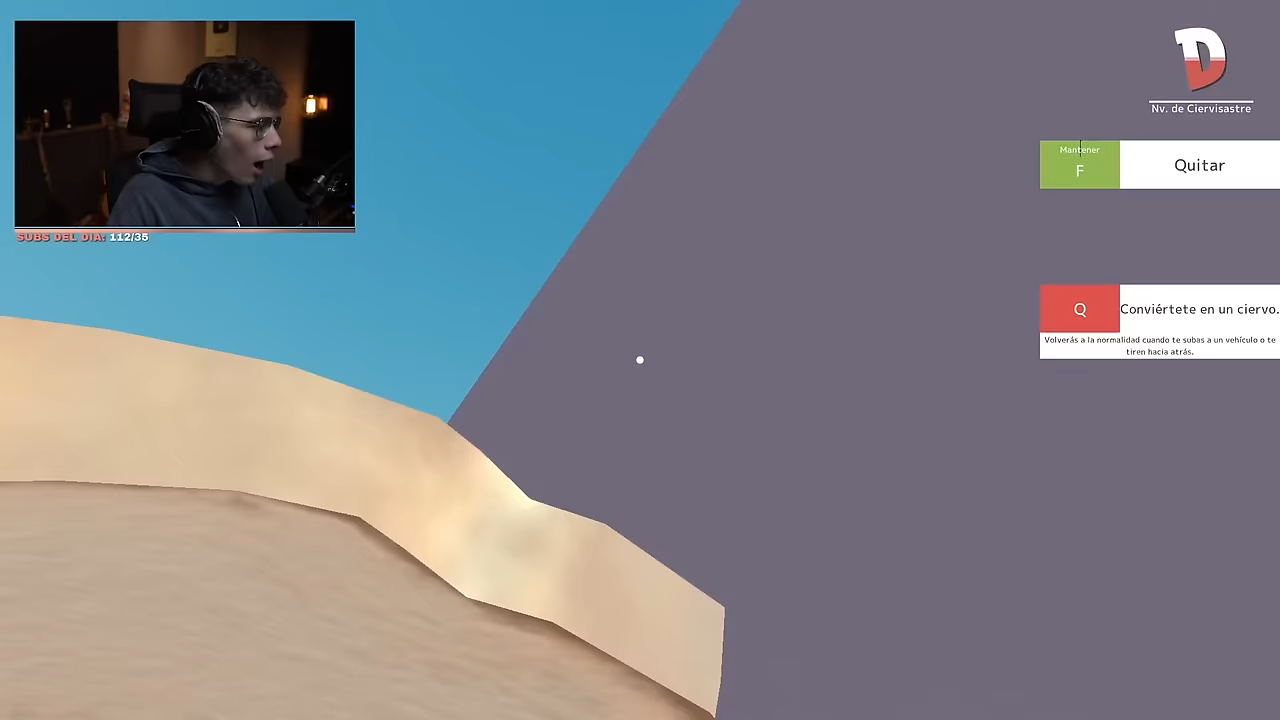 D
Nv. de Ciervisastre
Mantener
F
Quitar
SUBS DEL DIA: 112/35
Q
Conviértete en un ciervo.
Volverás a la normalidad cuando te subas a un vehículo o te
tiren hacia atrás.